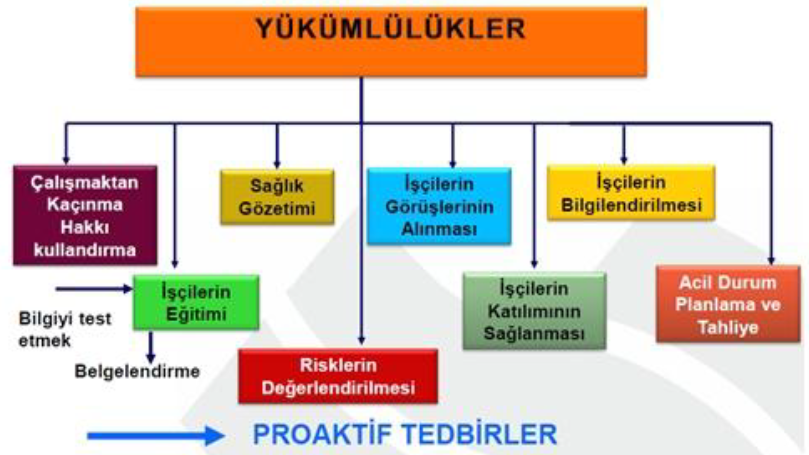 YÜKÜMLÜLÜKLER
Çalışmaktan
Kaçınma
Hakkı
kullandırma
Sağlık
Gözetimi
İşçilerin
Görüşlerinin
Alınması
İşçilerin
Bilgilendirilmesi
Bilgiyi test
etmek
İşçilerin
Eğitimi
Belgelendirme
Risklerin
Değerlendirilmesi
İşçilerin
Katılımının
Sağlanması
Acil Durum
Planlama ve
Tahliye
PROAKTİF TEDBİRLER